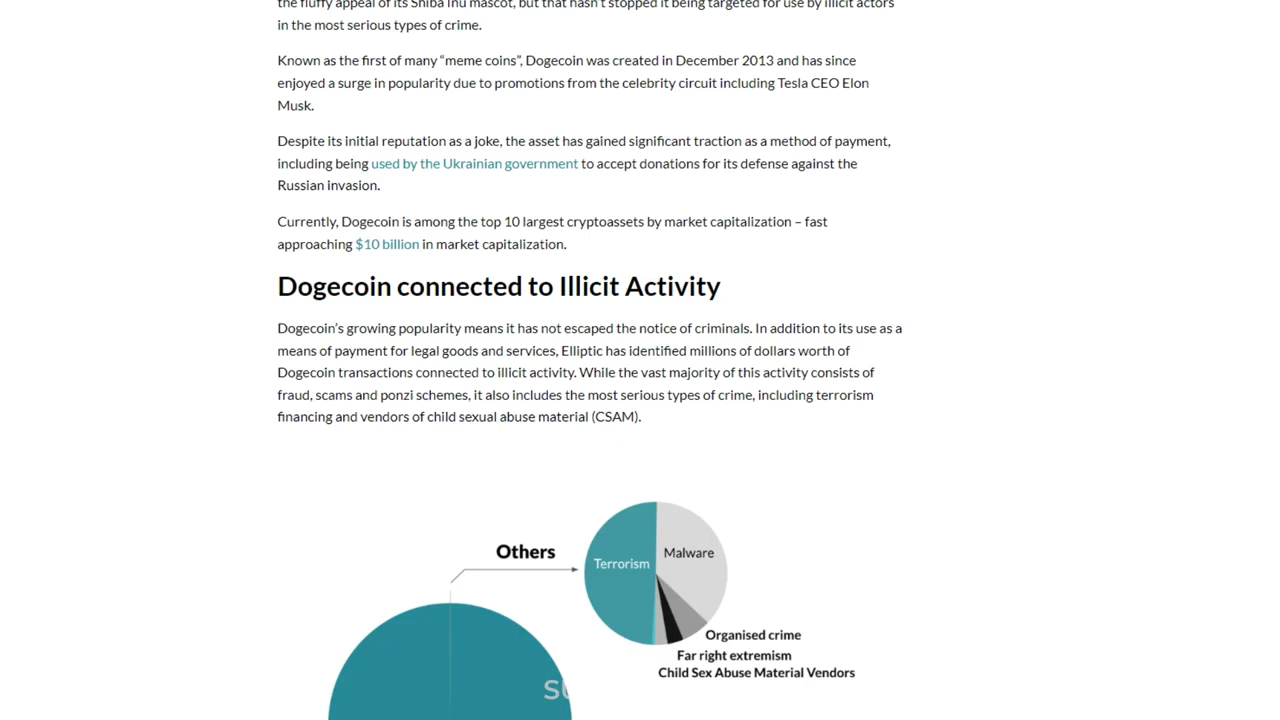 the fluffy appeal of its Shiba Inu mascot, but that hasn't stopped it being targeted for use by illicit actors
in the most serious types of crime.
Known as the first of many “meme coins”, Dogecoin was created in December 2013 and has since
enjoyed a surge in popularity due to promotions from the celebrity circuit including Tesla CEO Elon
Musk.
Despite its initial reputation as a joke, the asset has gained significant traction as a method of payment,
including being used by the Ukrainian government to accept donations for its defense against the
Russian invasion.
Currently, Dogecoin is among the top 10 largest cryptoassets by market capitalization – fast
approaching $10 billion in market capitalization.
Dogecoin connected to Illicit Activity
Dogecoin’s growing popularity means it has not escaped the notice of criminals. In addition to its use as a
means of payment for legal goods and services, Elliptic has identified millions of dollars worth of
Dogecoin transactions connected to illicit activity. While the vast majority of this activity consists of
fraud, scams and ponzi schemes, it also includes the most serious types of crime, including terrorism
financing and vendors of child sexual abuse material (CSAM).
Others
Malware
Terrorism
Organised crime
Far right extremism
Child Sex Abuse Material Vendors